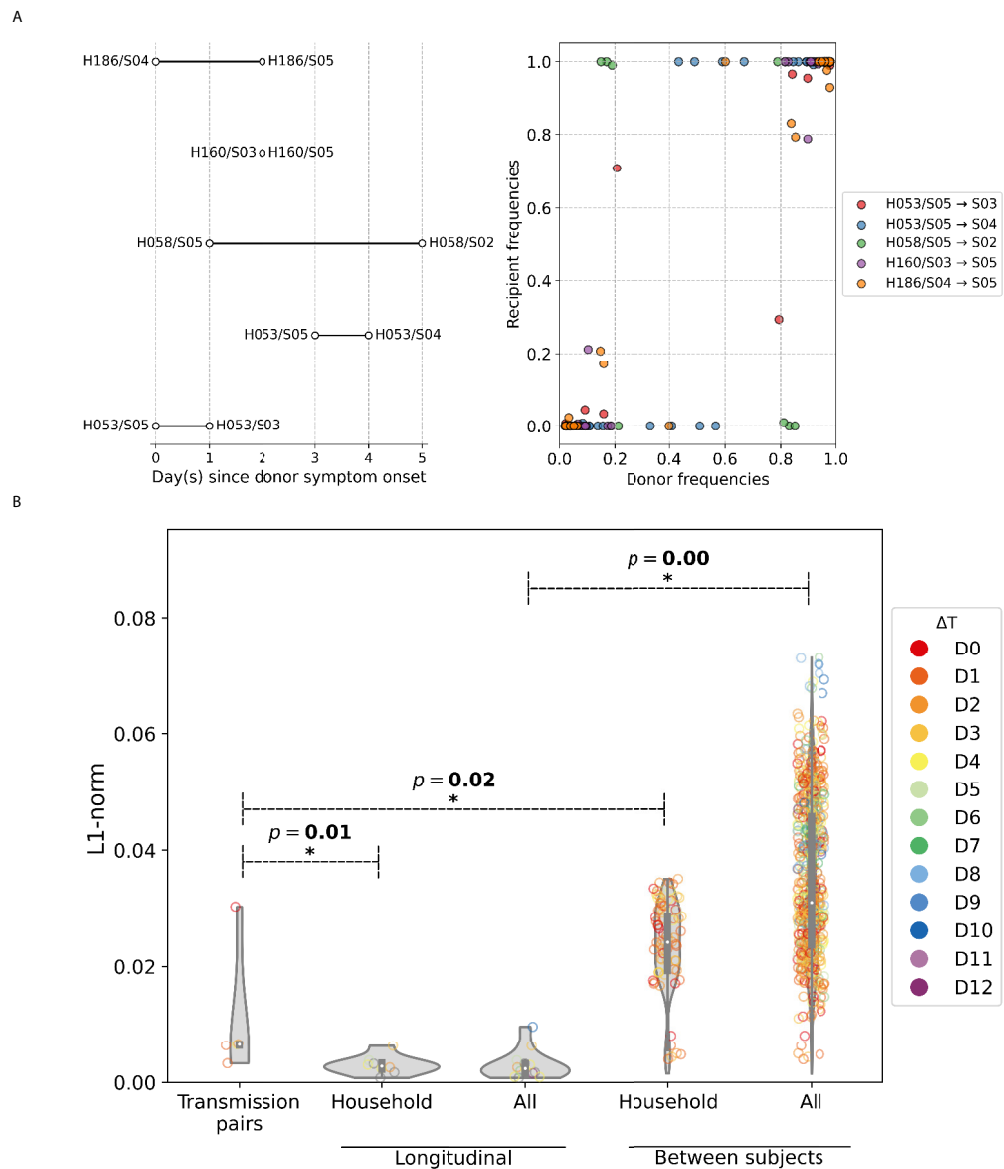 A
H186/S04
H186/S05
H160/S03
H160/S05
H058/S05
H058/S02
H053/S05
H053/S04
H053/S05
H053/S03
0
1
2
3
4
5
Day(s) since donor symptom onset
1.0
0.8
0.6
0.4
0.2
0.0
Recipient frequencies
0.0
0.2
0.4
0.6
0.8
1.0
Donor frequencies
H053/S05 → S03
H053/S05 → S04
H058/S05 → S02
H160/S03 → S05
H186/S04 → S05
B
L1-norm
0.08
0.06
0.04
0.02
0.00
p = 0.00
*
p = 0.02
*
p = 0.01
*
ΔT
D0
D1
D2
D3
D4
D5
D6
D7
D8
D9
D10
D11
D12
Transmission
pairs
Household
All
Household
All
Longitudinal
Between subjects